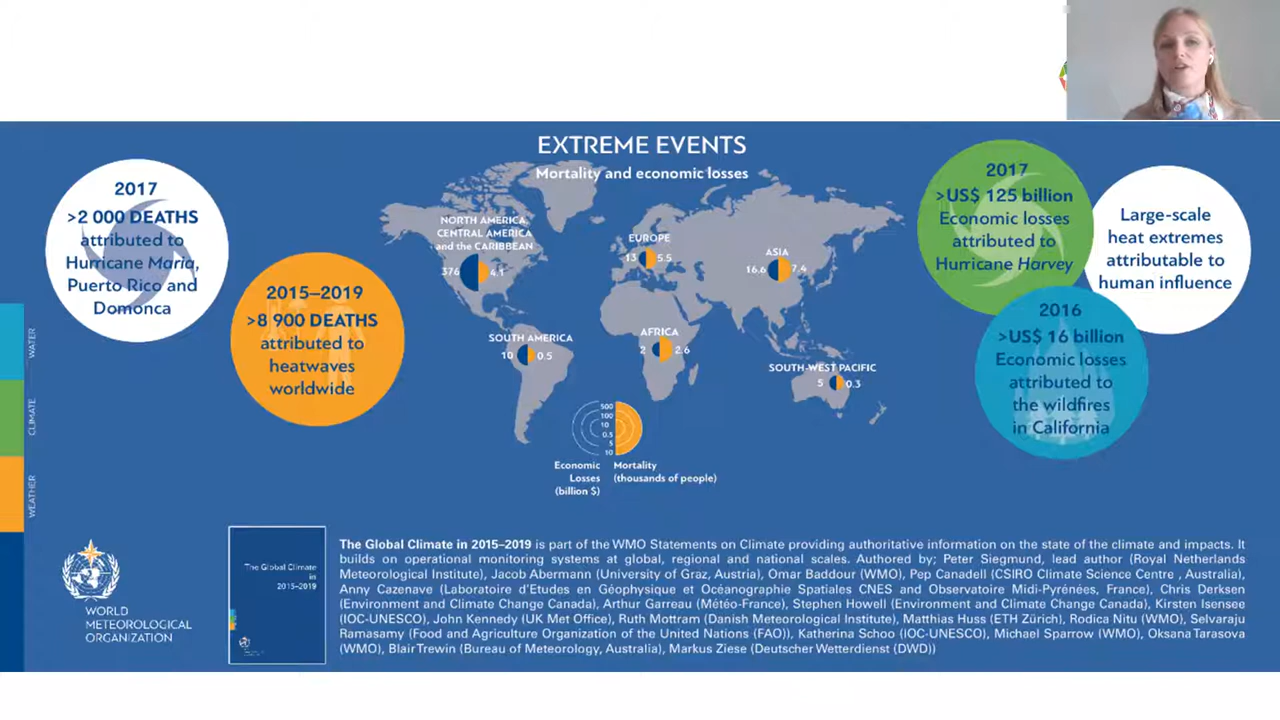 EXTREME EVENTS
Mortality and economic losses
2017
>2 000 DEATHS
attributed to
Hurricane Maria,
Puerto Rico and
Domonca
2015–2019
>8 900 DEATHS
attributed to
heatwaves
worldwide
NORTH AMERICA,
CENTRAL AMERICA
and the CARIBBEAN
376 4.1
EUROPE
13 5.5
ASIA
16.6 7.4
SOUTH AMERICA
10 0.5
AFRICA
2 2.6
SOUTH-WEST PACIFIC
5 0.3
500
100
10
0.5
5
10
Economic
Losses
(billion $)
Mortality
(thousands of people)
2017
>US$ 125 billion
Economic losses
attributed to
Hurricane Harvey
Large-scale
heat extremes
attributable to
human influence
2016
>US$ 16 billion
Economic losses
attributed to
the wildfires
in California
WATER
CLIMATE
WEATHER
WORLD
METEOROLOGICAL
ORGANIZATION
The Global Climate
in
2015–2019
The Global Climate in 2015–2019 is part of the WMO Statements on Climate providing authoritative information on the state of the climate and impacts. It
builds on operational monitoring systems at global, regional and national scales. Authored by; Peter Siegmund, lead author (Royal Netherlands
Meteorological Institute), Jacob Abermann (University of Graz, Austria), Omar Baddour (WMO), Pep Canadell (CSIRO Climate Science Centre , Australia),
Anny Cazenave (Laboratoire d'Etudes en Géophysique et Océanographie Spatiales CNES and Observatoire Midi-Pyrénées, France), Chris Derksen
(Environment and Climate Change Canada), Arthur Garreau (Météo-France), Stephen Howell (Environment and Climate Change Canada), Kirsten Isensee
(IOC-UNESCO), John Kennedy (UK Met Office), Ruth Mottram (Danish Meteorological Institute), Matthias Huss (ETH Zürich), Rodica Nitu (WMO), Selvaraju
Ramasamy (Food and Agriculture Organization of the United Nations (FAO)), Katherina Schoo (IOC-UNESCO), Michael Sparrow (WMO), Oksana Tarasova
(WMO), Blair Trewin (Bureau of Meteorology, Australia), Markus Ziese (Deutscher Wetterdienst (DWD))